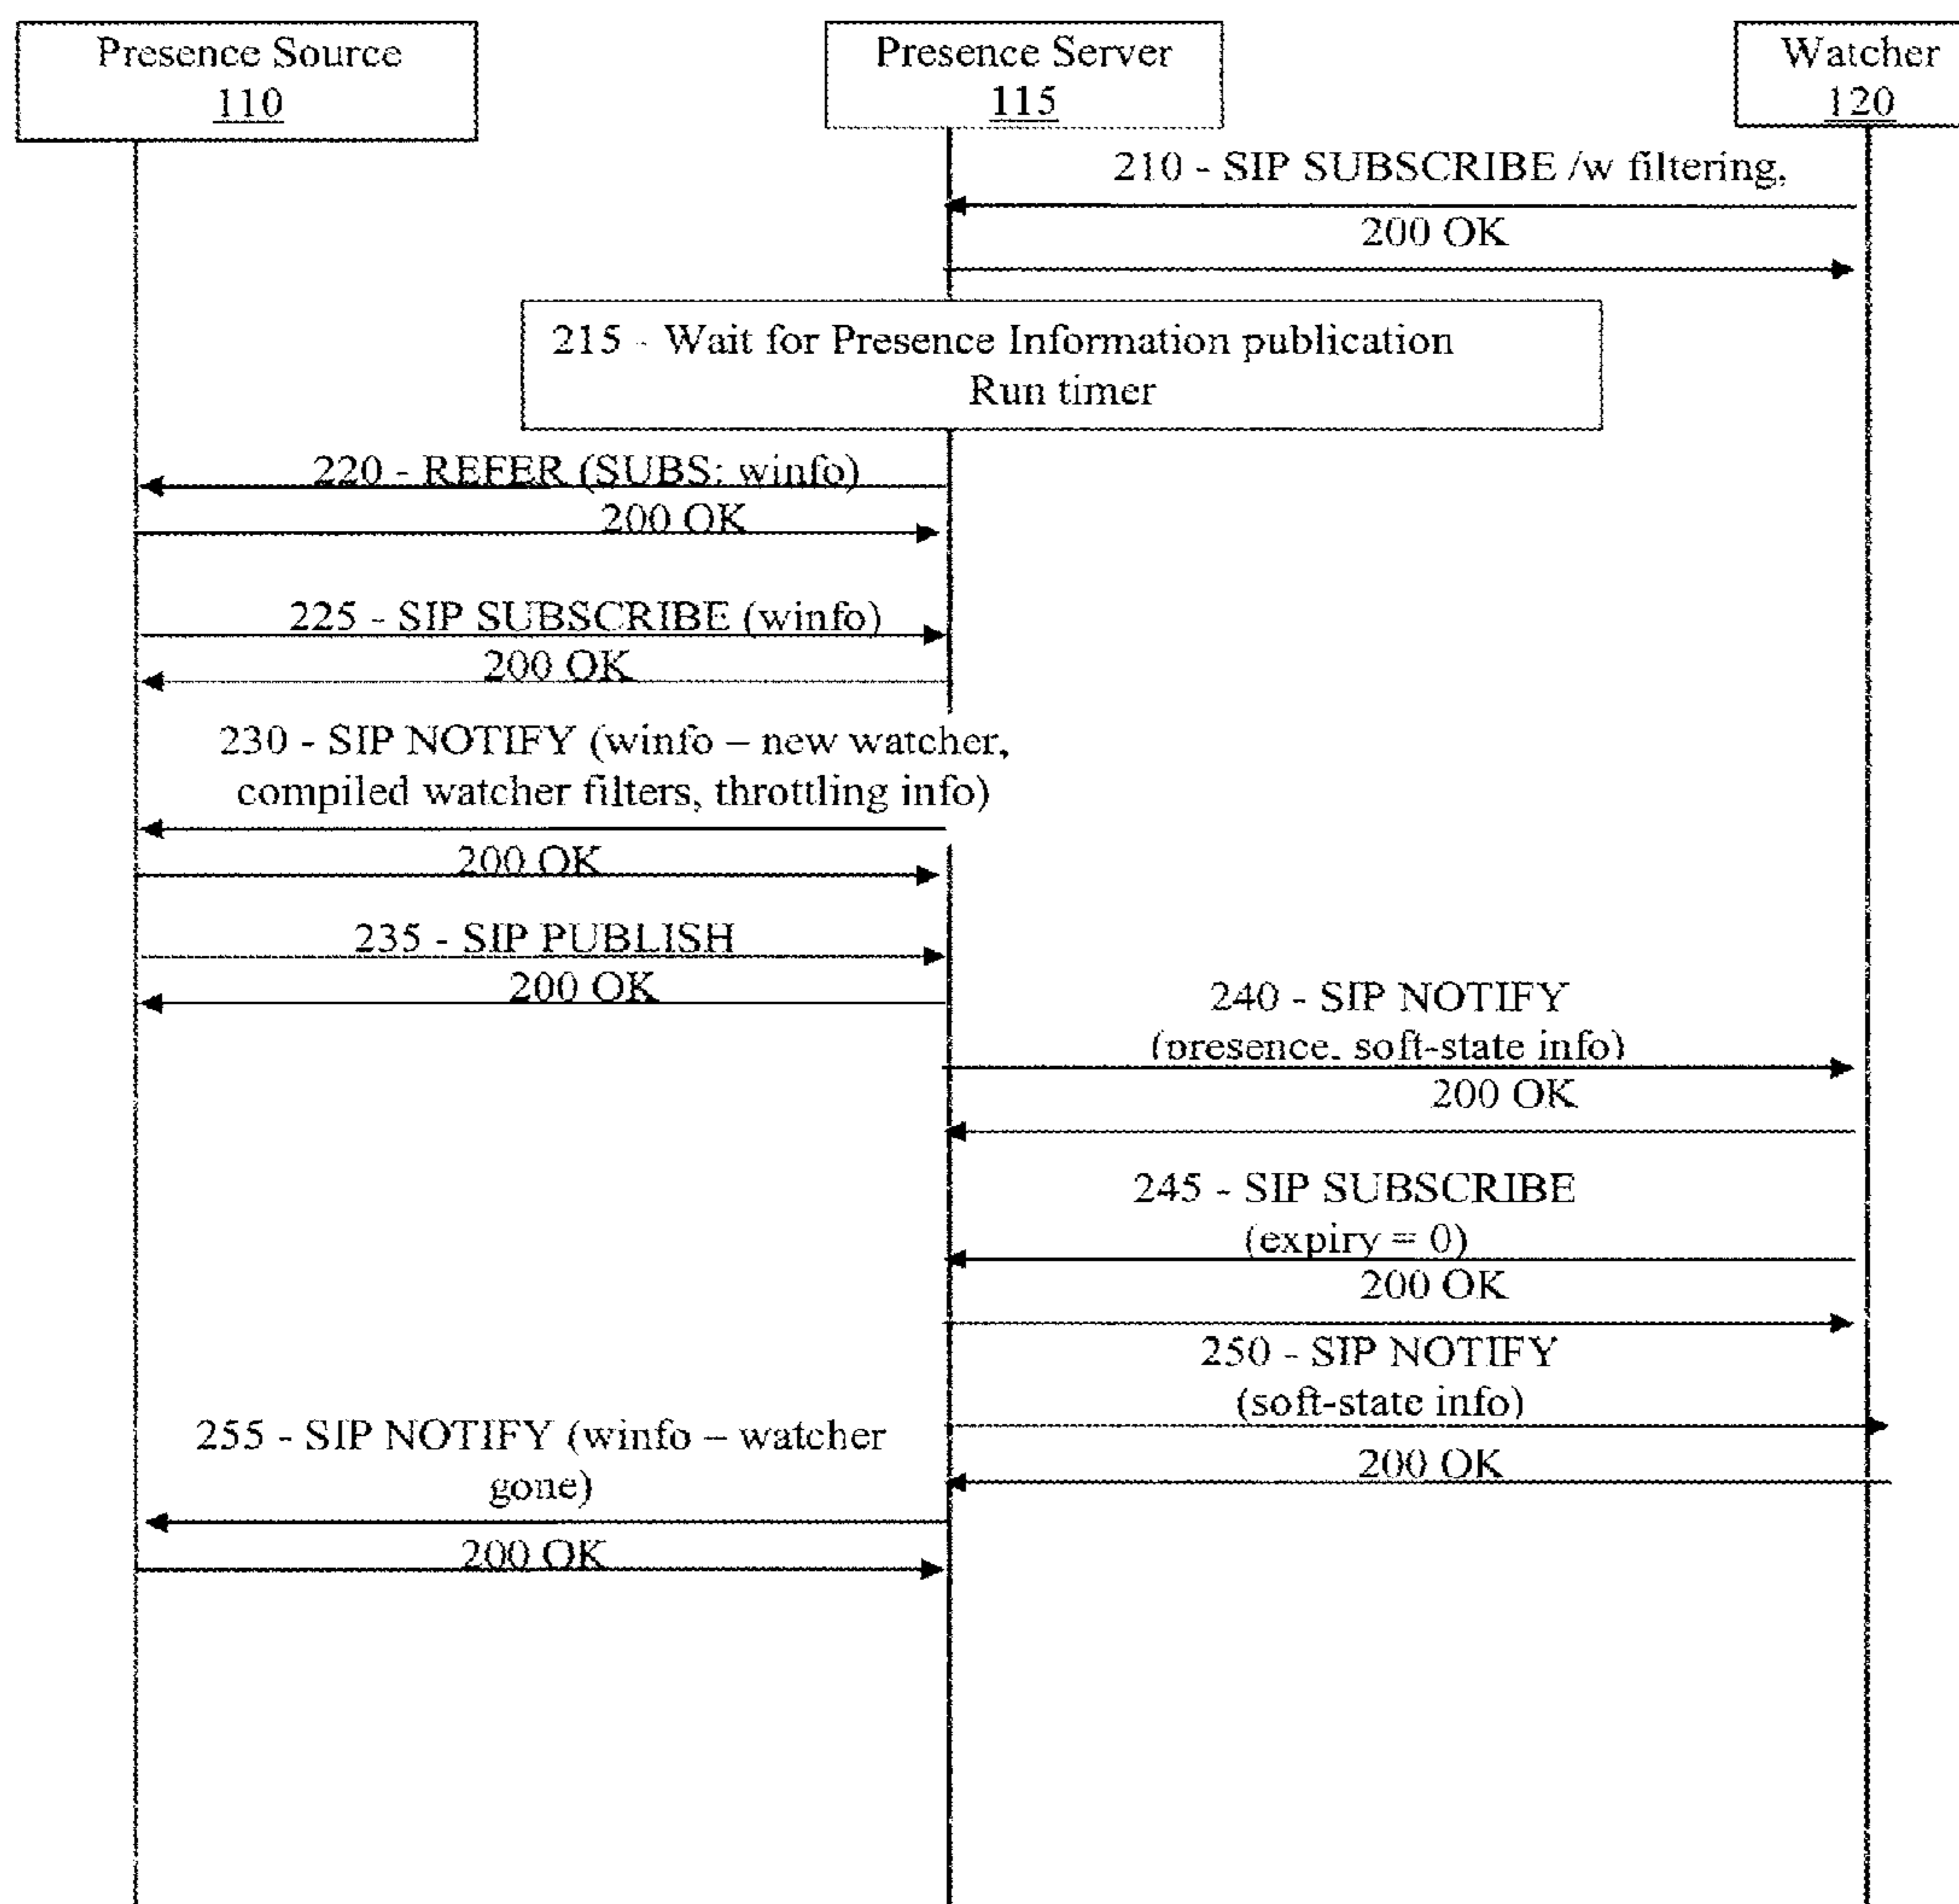 Presence Source
110
Presence Server
115
Watcher
120
210 - SIP SUBSCRIBE /w filtering,
200 OK
215 - Wait for Presence Information publication
Run timer
220 - REFER (SUBS: winfo)
200 OK
225 - SIP SUBSCRIBE (winfo)
200 OK
230 - SIP NOTIFY (winfo – new watcher,
compiled watcher filters, throttling info)
200 OK
235 - SIP PUBLISH
200 OK
240 - SIP NOTIFY
(presence, soft-state info)
200 OK
245 - SIP SUBSCRIBE
(expiry = 0)
200 OK
250 - SIP NOTIFY
(soft-state info)
200 OK
255 - SIP NOTIFY (winfo – watcher
gone)
200 OK